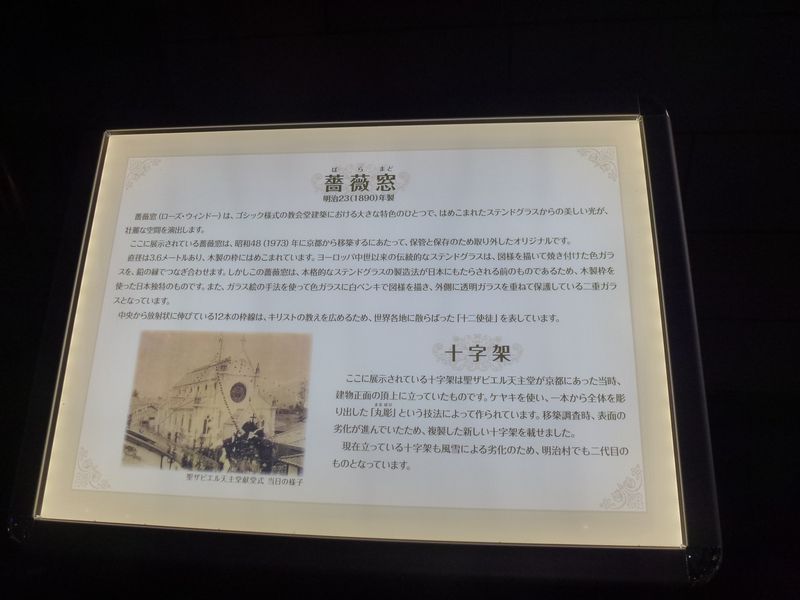 ばらまど
薔薇窓
明治23(1890)年製
薔薇窓(ローズ・ウィンドー)は、ゴシック様式の教会堂建築における大きな特色のひとつで、はめこまれたステンドグラスからの美しい光が、
壮麗な空間を演出します。
ここに展示されている薔薇窓は、昭和48(1973)年に京都から移築するにあたって、保管と保存のため取り外したオリジナルです。
直径は3.6メートルあり、木製の枠にはめこまれています。ヨーロッパ中世以来の伝統的なステンドグラスは、図様を描いて焼き付けた色ガラ
スを、鉛の縁でつなぎ合わせます。しかしこの薔薇窓は、本格的なステンドグラスの製造法が日本にもたらされる前のものであるため、木製枠を
使った日本独特のものです。また、ガラス絵の手法を使って色ガラスに白ペンキで図様を描き、外側に透明ガラスを重ねて保護している二重ガラ
スとなっています。
中央から放射状に伸びている12本の枠線は、キリストの教えを広めるため、世界各地に散らばった「十二使徒」を表しています。
十字架
ここに展示されている十字架は聖ザビエル天主堂が京都にあった当時、
建物正面の頂上に立っていたものです。ケヤキを使い、一本から全体を彫
り出した「丸彫」という技法によって作られています。移築調査時、表面の
まるぼり
劣化が進んでいたため、複製した新しい十字架を載せました。
現在立っている十字架も風雪による劣化のため、明治村でも二代目の
ものとなっています。
聖ザビエル天主堂献堂式 当日の様子